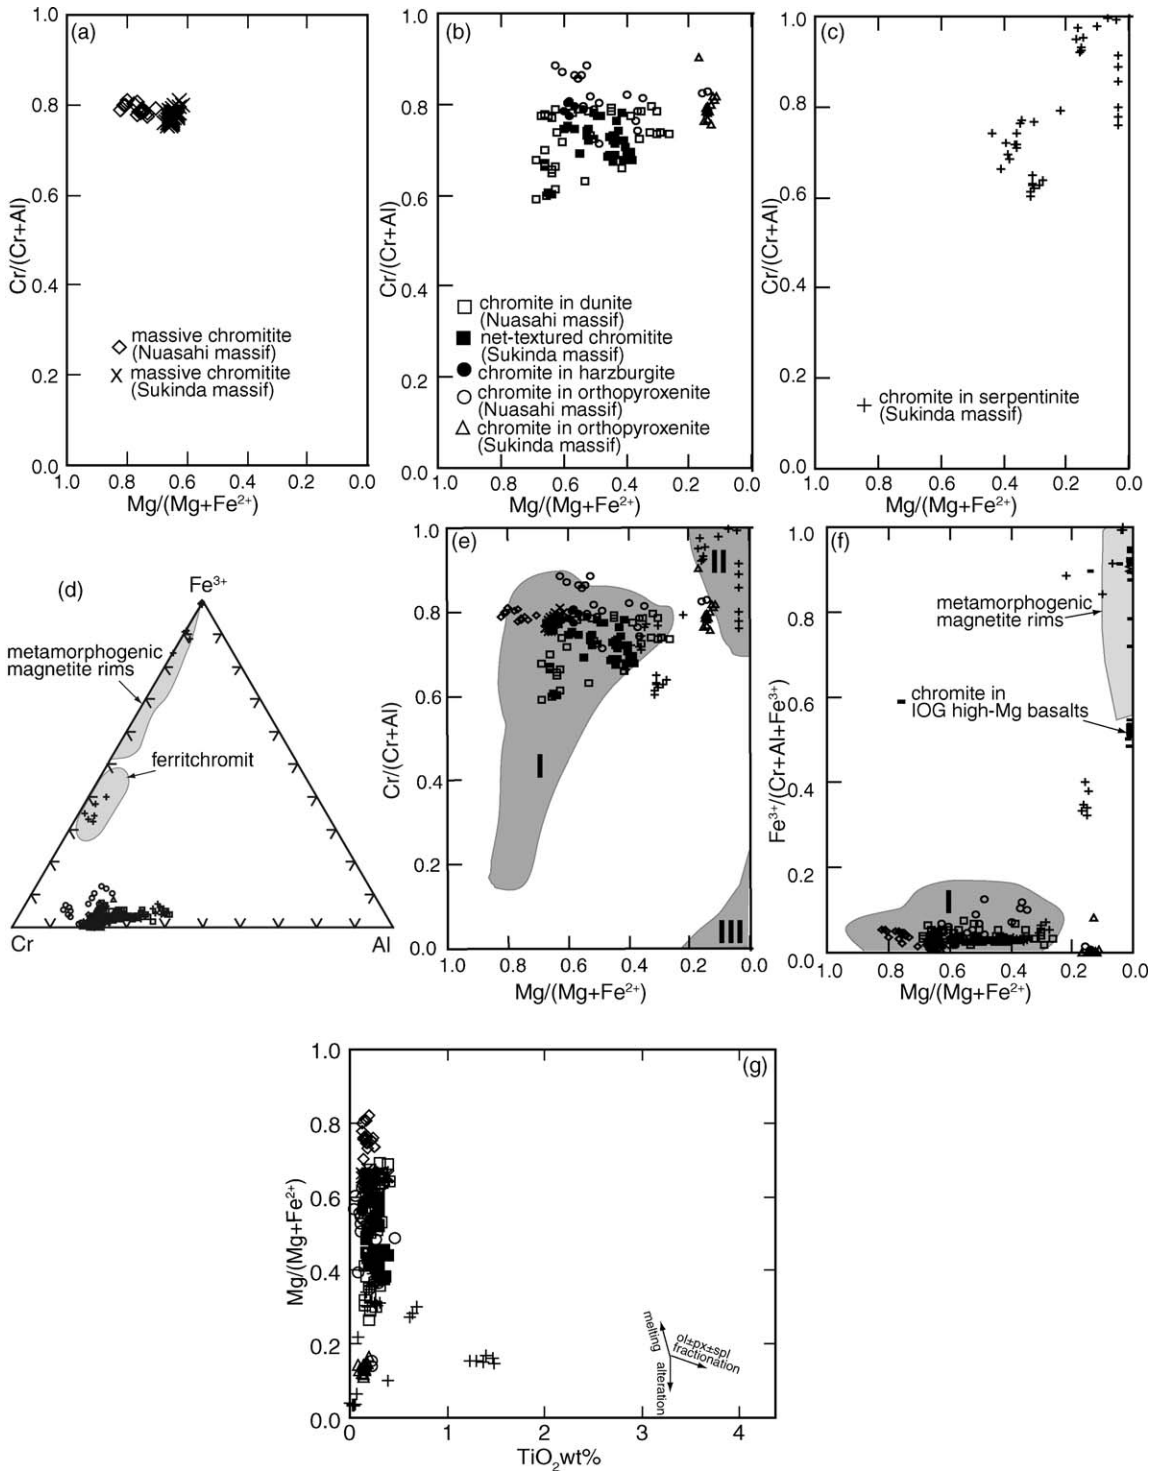 (a)
1.0
0.8
0.6
0.4
0.2
0.0
Cr/(Cr+Al)
massive chromitite
(Nuasahi massif)
massive chromitite
(Sukinda massif)
1.0 0.8 0.6 0.4 0.2 0.0
Mg/(Mg+Fe²⁺)
(b)
1.0
0.8
0.6
0.4
0.2
0.0
Cr/(Cr+Al)
chromite in dunite
(Nuasahi massif)
net-textured chromitite
(Sukinda massif)
chromite in harzburgite
chromite in orthopyroxenite
(Nuasahi massif)
chromite in orthopyroxenite
(Sukinda massif)
1.0 0.8 0.6 0.4 0.2 0.0
Mg/(Mg+Fe²⁺)
(c)
1.0
0.8
0.6
0.4
0.2
0.0
Cr/(Cr+Al)
chromite in serpentinite
(Sukinda massif)
1.0 0.8 0.6 0.4 0.2 0.0
Mg/(Mg+Fe²⁺)
(d)
Fe³⁺
metamorphogenic
magnetite rims
ferritchromit
Cr Al
(e)
1.0
0.8
0.6
0.4
0.2
0.0
Cr/(Cr+Al)
I
II
III
1.0 0.8 0.6 0.4 0.2 0.0
Mg/(Mg+Fe²⁺)
(f)
1.0
0.8
0.6
0.4
0.2
0.0
Fe³⁺/(Cr+Al+Fe³⁺)
metamorphogenic
magnetite rims
chromite in
IOG high-Mg basalts
I
1.0 0.8 0.6 0.4 0.2 0.0
Mg/(Mg+Fe²⁺)
(g)
1.0
0.8
0.6
0.4
0.2
0.0
Mg/(Mg+Fe²⁺)
melting
ol±px±spl
fractionation
alteration
0 1 2 3 4
TiO₂wt%